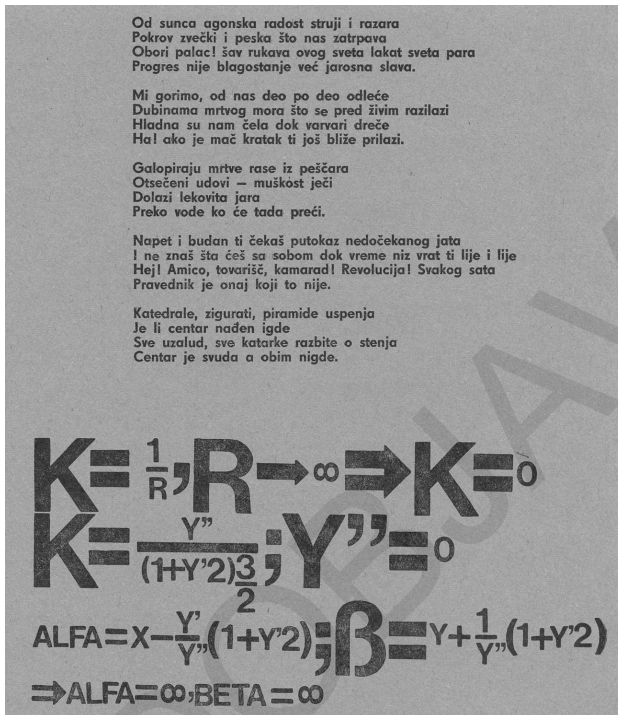 Od sunca agonska radost struji i razara
Pokrov zvečki i peska što nas zatrpava
Obori palac! šav rukava ovog sveta lakat sveta para
Progres nije blagostanje već jarosna slava.
Mi gorimo, od nas deo po deo odleće
Dubinama mrtvog mora što se pred živim razilazi
Hladna su nam čela dok varvari dreče
Ha! ako je mač kratak ti još bliže prilazi.
Galopiraju mrtve rase iz peščara
Otsečeni udovi — muškost ječi
Dolazi lekovita jara
Preko vode ko će tada preći.
Napet i budan ti čekaš putokaz nedočekanog jata
I ne znaš šta ćeš sa sobom dok vreme niz vrat ti lije i lije
Hej! Amico, tovarišč, kamarad! Revolucija! Svakog sata
Pravednik je onaj koji to nije.
Katedrale, zigurati, piramide uspenja
Je li centar nađen igde
Sve uzalud, sve katarke razbite o stenja
Centar je svuda a obim nigde.
K= 1/R, R→∞⇒K=0
K= Y”/(1+Y’2)3/2; Y”=0
ALFA=X−Y’/Y”(1+Y’2); β=Y+1/Y”(1+Y’2)
⇒ALFA=∞,BETA=∞
OBJAV